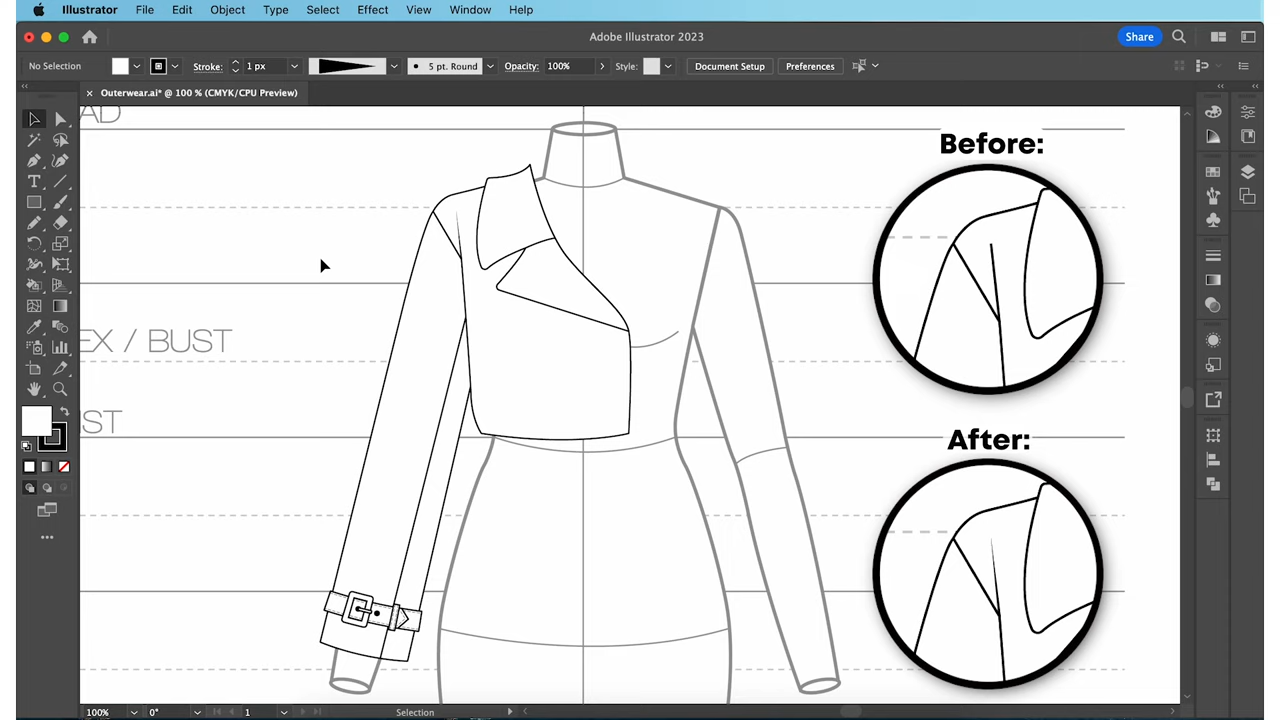 Illustrator File Edit Object Type Select Effect View Window Help
Adobe Illustrator 2023
Share
No Selection Stroke: 1 px 5 pt. Round Opacity: 100% Style: Document Setup Preferences
× Outerwear.ai* @ 100 % (CMYK/CPU Preview)
AD
Before:
EX / BUST
ST
After:
100% 0° 1 Selection